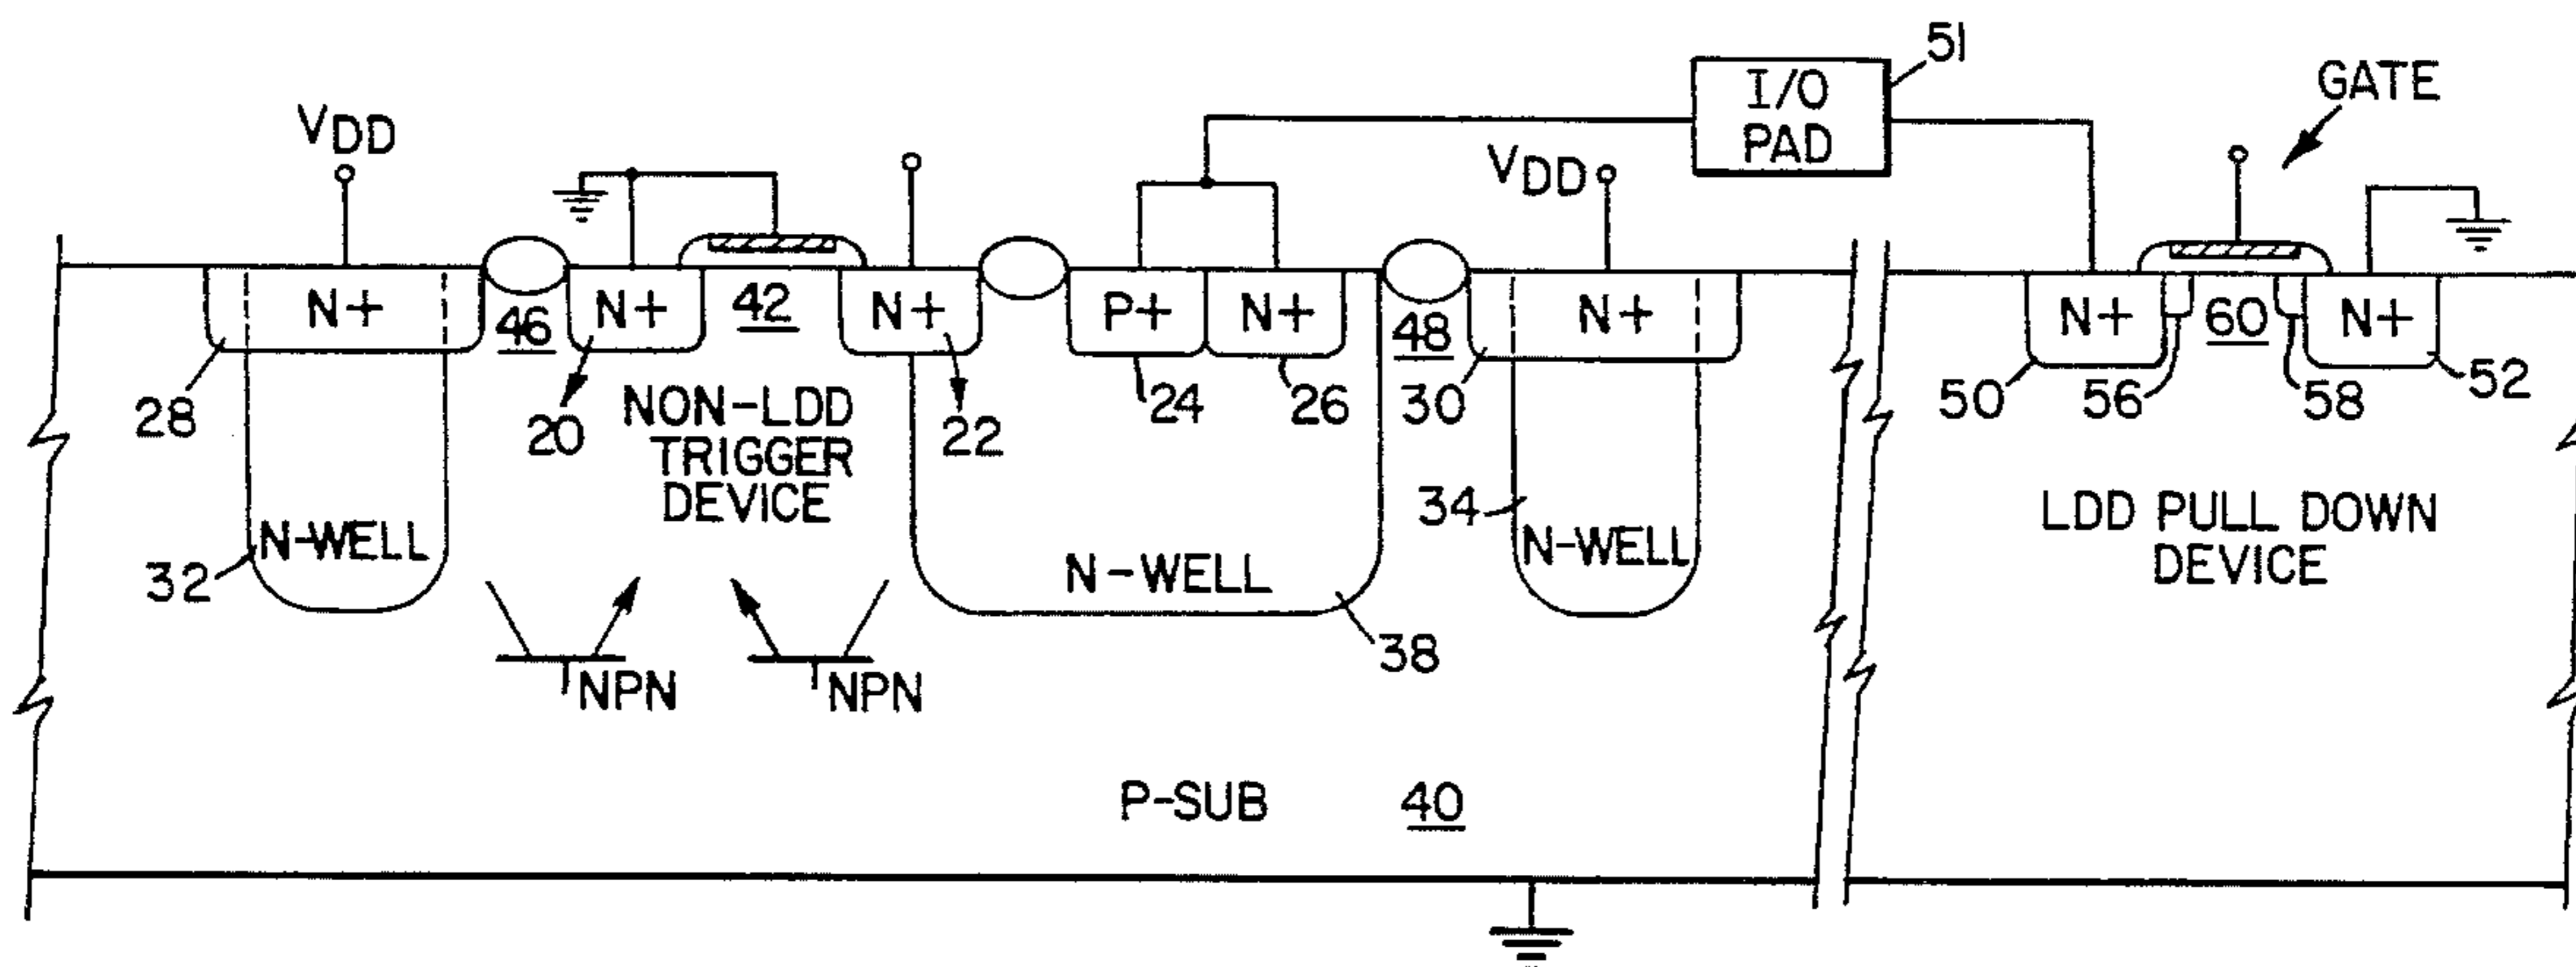 51
I/O
PAD
GATE
VDD
VDD
N+
46
N+
42
N+
P+
N+
48
N+
N+
60
N+
28
20
NON-LDD
TRIGGER
DEVICE
22
24
26
30
50
56
58
52
32
N-WELL
N-WELL
34
N-WELL
38
LDD PULL DOWN
DEVICE
NPN
NPN
P-SUB
40